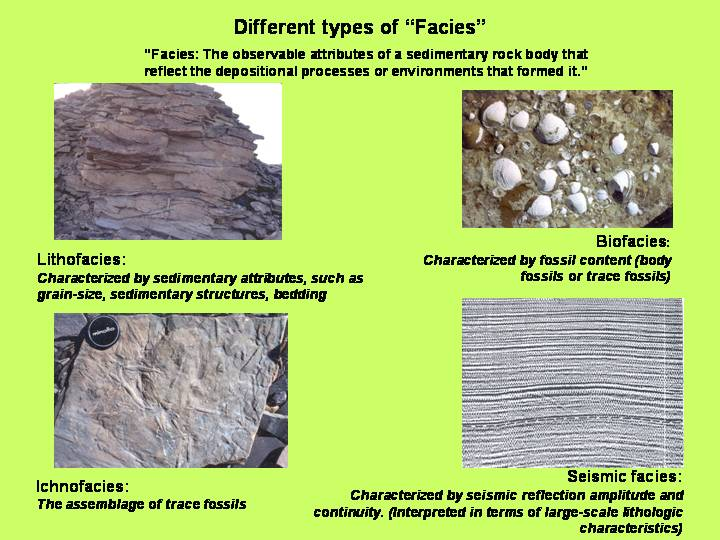 Different types of “Facies”
"Facies: The observable attributes of a sedimentary rock body that
reflect the depositional processes or environments that formed it."
Lithofacies:
Characterized by sedimentary attributes, such as
grain-size, sedimentary structures, bedding
Biofacies:
Characterized by fossil content (body
fossils or trace fossils)
minolta
Ichnofacies:
The assemblage of trace fossils
Seismic facies:
Characterized by seismic reflection amplitude and
continuity. (Interpreted in terms of large-scale lithologic
characteristics)